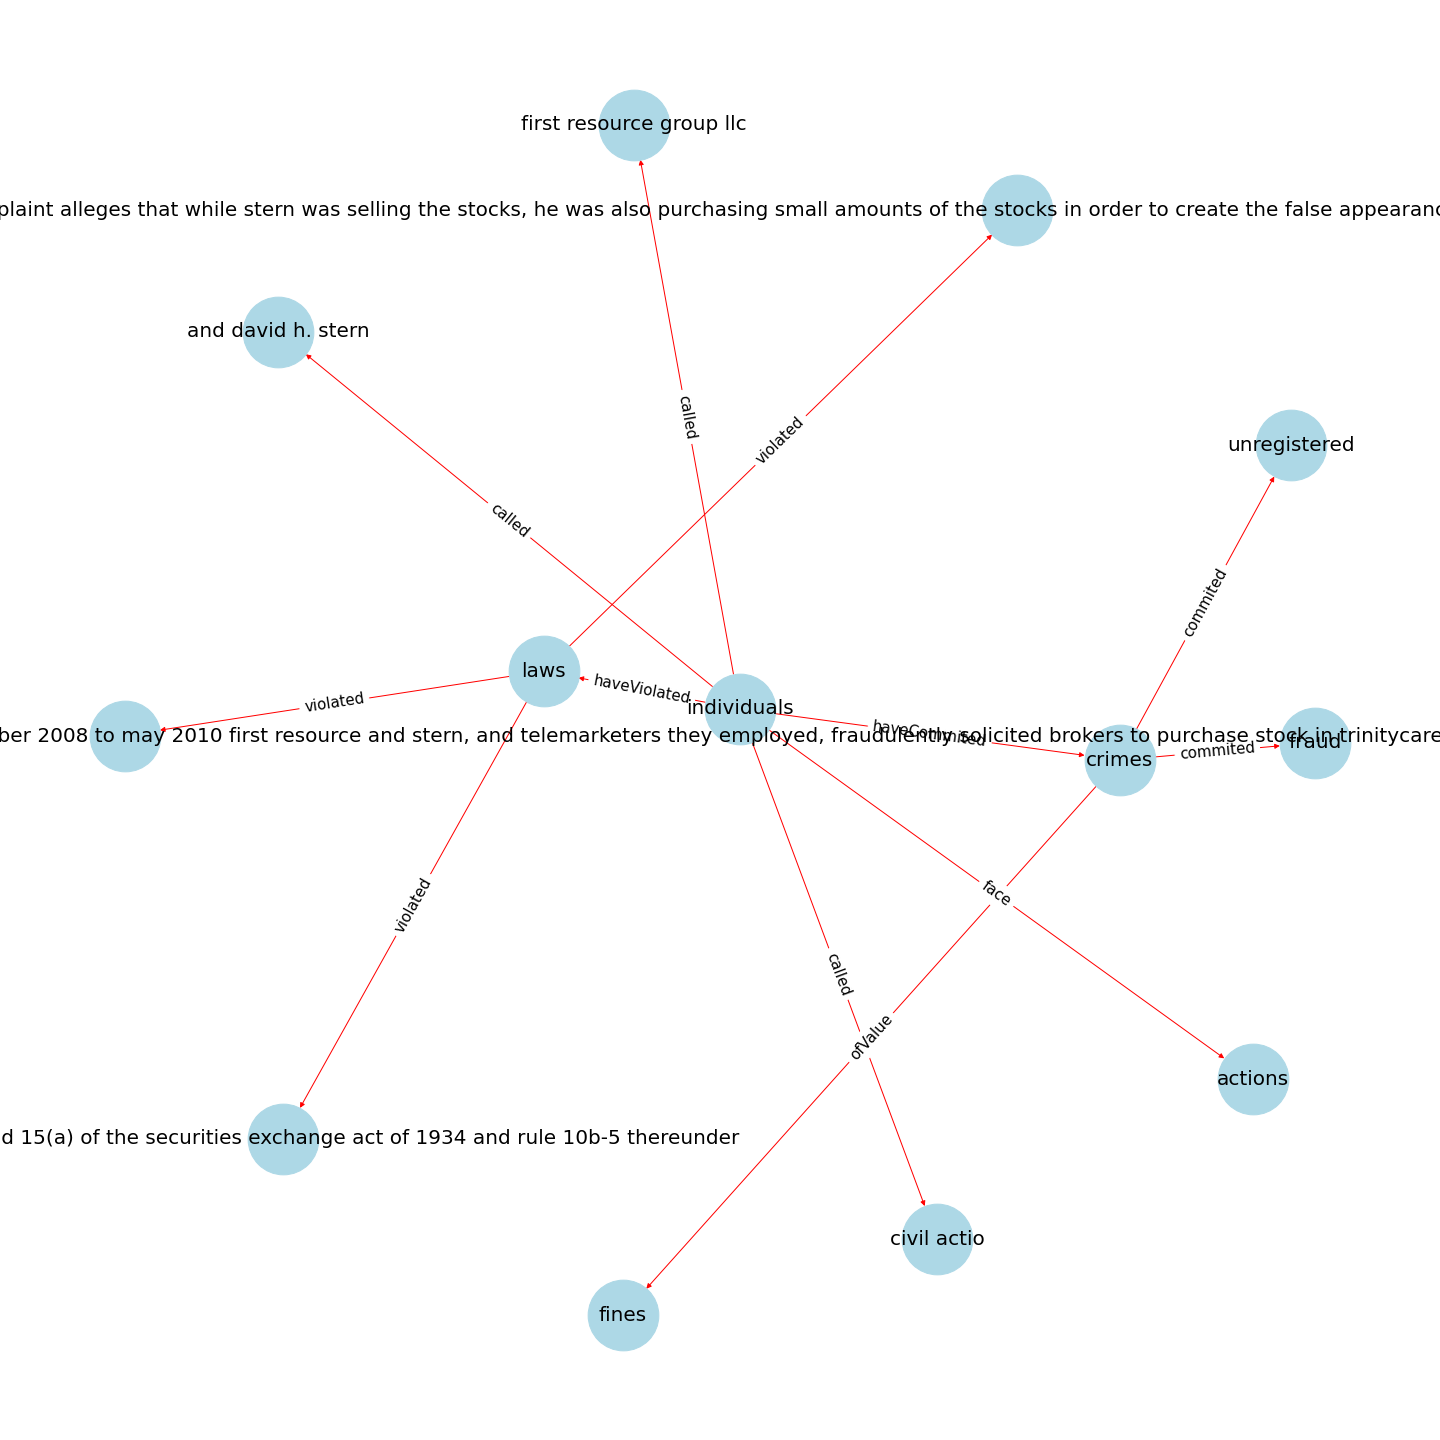 first resource group llc
plaint alleges that while stern was selling the stocks, he was also purchasing small amounts of the stocks in order to create the false appearanc
and david h. stern
called
violated
unregistered
called
commited
laws
haveViolated
violated
individuals
haveCommited
ber 2008 to may 2010 first resource and stern, and telemarketers they employed, fraudulently solicited brokers to purchase stock in trinitycare
fraud
commited
crimes
violated
face
called
ofValue
actions
d 15(a) of the securities exchange act of 1934 and rule 10b-5 thereunder
civil actio
fines